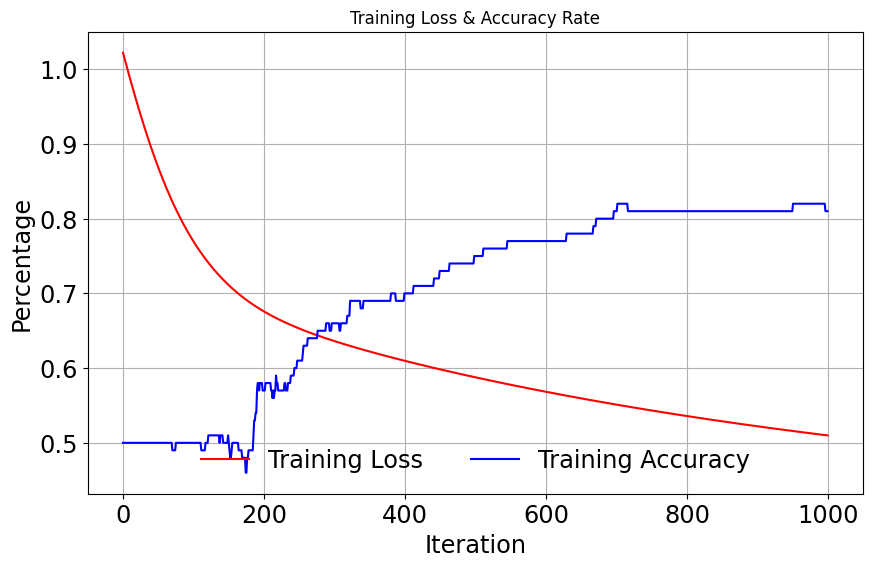 Training Loss & Accuracy Rate
1.0
0.9
0.8
0.7
0.6
0.5
Percentage
Training Loss Training Accuracy
0 200 400 600 800 1000
Iteration